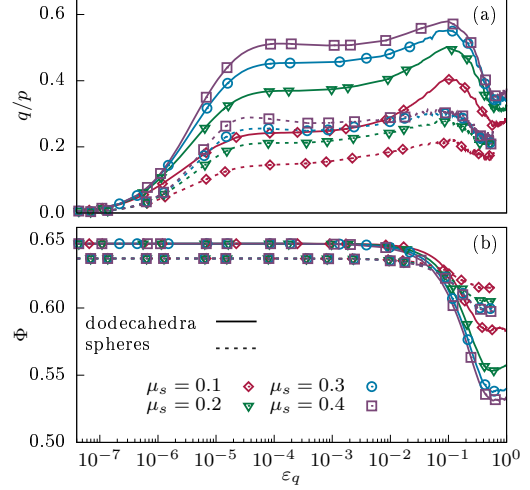 (a)
q/p
0.6
0.4
0.2
0.0
(b)
Φ
0.65
0.60
0.55
0.50
dodecahedra
spheres
μₛ = 0.1 μₛ = 0.3
μₛ = 0.2 μₛ = 0.4
10⁻⁷ 10⁻⁶ 10⁻⁵ 10⁻⁴ 10⁻³ 10⁻² 10⁻¹ 10⁰
ε_q